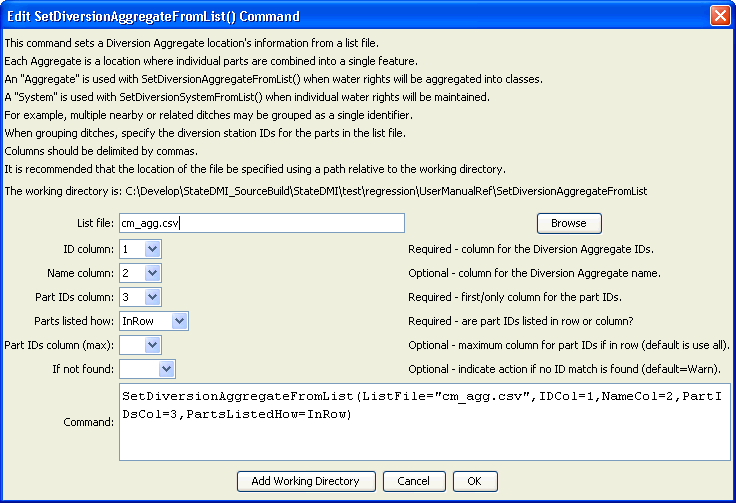 Edit SetDiversionAggregateFromList() Command
This command sets a Diversion Aggregate location's information from a list file.
Each Aggregate is a location where individual parts are combined into a single feature.
An "Aggregate" is used with SetDiversionAggregateFromList() when water rights will be aggregated into classes.
A "System" is used with SetDiversionSystemFromList() when individual water rights will be maintained.
For example, multiple nearby or related ditches may be grouped as a single identifier.
When grouping ditches, specify the diversion station IDs for the parts in the list file.
Columns should be delimited by commas.
It is recommended that the location of the file be specified using a path relative to the working directory.
The working directory is: C:\Develop\StateDMI_SourceBuild\StateDMI\test\regression\UserManualRef\SetDiversionAggregateFromList
List file: cm_agg.csv Browse
ID column: 1 Required - column for the Diversion Aggregate IDs.
Name column: 2 Optional - column for the Diversion Aggregate name.
Part IDs column: 3 Required - first/only column for the part IDs.
Parts listed how: InRow Required - are part IDs listed in row or column?
Part IDs column (max): Optional - maximum column for part IDs if in row (default is use all).
If not found: Optional - indicate action if no ID match is found (default=Warn).
Command: SetDiversionAggregateFromList(ListFile="cm_agg.csv",IDCol=1,NameCol=2,PartI
DsCol=3,PartsListedHow=InRow)
Add Working Directory Cancel OK